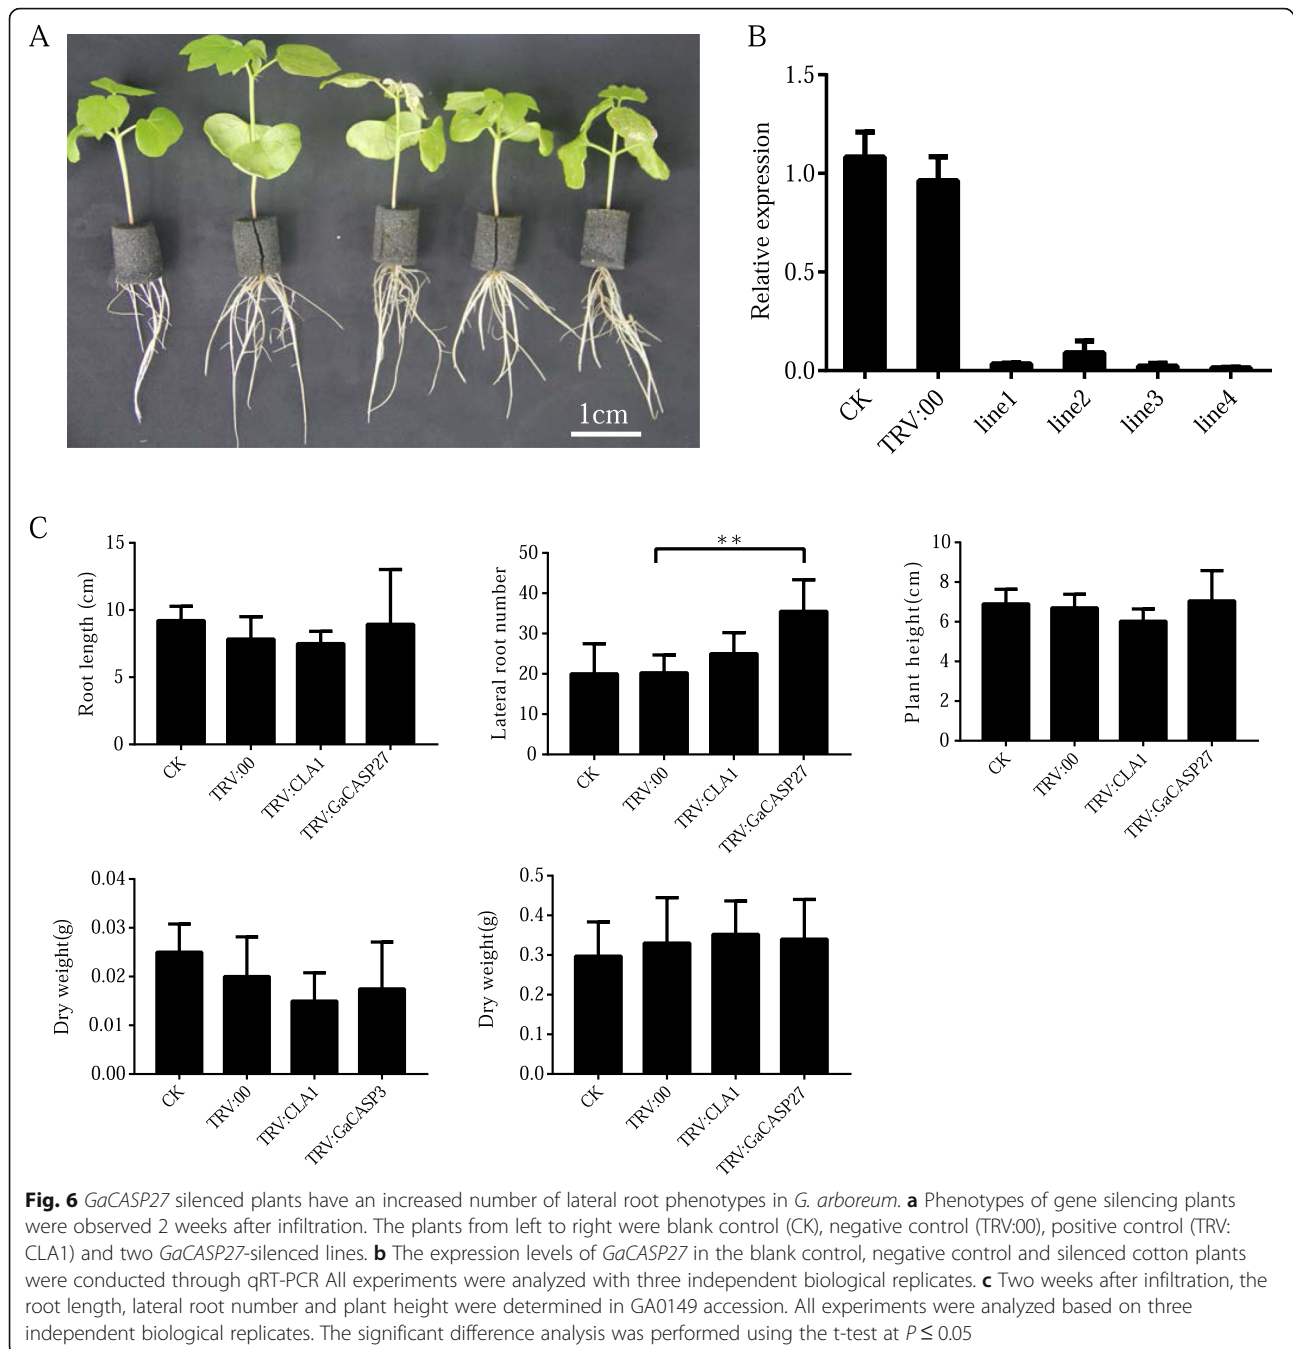 A
1cm
B
1.5
1.0
0.5
0.0
Relative expression
CK
TRV:00
line1
line2
line3
line4
C
15
10
5
0
Root length (cm)
CK
TRV:00
TRV:CLA1
TRV:GaCASP27
50
40
30
20
10
0
Lateral root number
**
CK
TRV:00
TRV:CLA1
TRV:GaCASP27
10
8
6
4
2
0
Plant height(cm)
CK
TRV:00
TRV:CLA1
TRV:GaCASP27
0.04
0.03
0.02
0.01
0.00
Dry weight(g)
CK
TRV:00
TRV:CLA1
TRV:GaCASP3
0.5
0.4
0.3
0.2
0.1
0.0
Dry weight(g)
CK
TRV:00
TRV:CLA1
TRV:GaCASP27
Fig. 6 GaCASP27 silenced plants have an increased number of lateral root phenotypes in G. arboreum. a Phenotypes of gene silencing plants
were observed 2 weeks after infiltration. The plants from left to right were blank control (CK), negative control (TRV:00), positive control (TRV:
CLA1) and two GaCASP27-silenced lines. b The expression levels of GaCASP27 in the blank control, negative control and silenced cotton plants
were conducted through qRT-PCR All experiments were analyzed with three independent biological replicates. c Two weeks after infiltration, the
root length, lateral root number and plant height were determined in GA0149 accession. All experiments were analyzed based on three
independent biological replicates. The significant difference analysis was performed using the t-test at P ≤ 0.05